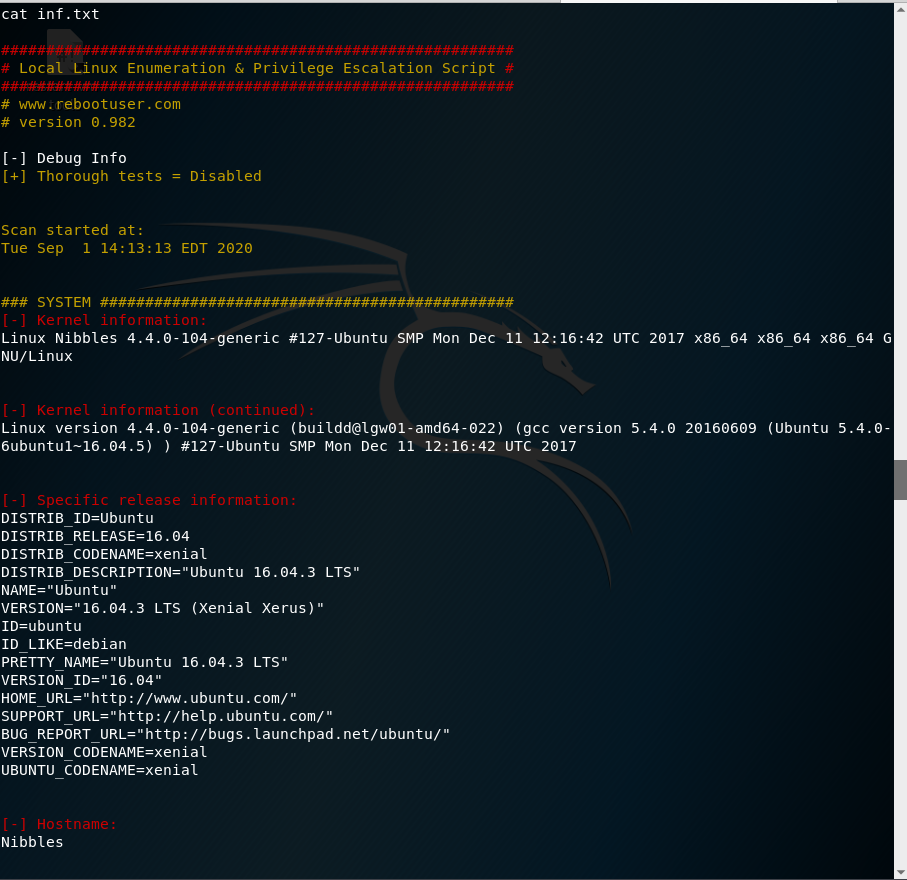 cat inf.txt
#########################################################
# Local Linux Enumeration & Privilege Escalation Script #
#########################################################
# www.rebootuser.com
# version 0.982
[-] Debug Info
[+] Thorough tests = Disabled
Scan started at:
Tue Sep  1 14:13:13 EDT 2020
### SYSTEM ##############################################
[-] Kernel information:
Linux Nibbles 4.4.0-104-generic #127-Ubuntu SMP Mon Dec 11 12:16:42 UTC 2017 x86_64 x86_64 x86_64 G
NU/Linux
[-] Kernel information (continued):
Linux version 4.4.0-104-generic (buildd@lgw01-amd64-022) (gcc version 5.4.0 20160609 (Ubuntu 5.4.0-
6ubuntu1~16.04.5) ) #127-Ubuntu SMP Mon Dec 11 12:16:42 UTC 2017
[-] Specific release information:
DISTRIB_ID=Ubuntu
DISTRIB_RELEASE=16.04
DISTRIB_CODENAME=xenial
DISTRIB_DESCRIPTION="Ubuntu 16.04.3 LTS"
NAME="Ubuntu"
VERSION="16.04.3 LTS (Xenial Xerus)"
ID=ubuntu
ID_LIKE=debian
PRETTY_NAME="Ubuntu 16.04.3 LTS"
VERSION_ID="16.04"
HOME_URL="http://www.ubuntu.com/"
SUPPORT_URL="http://help.ubuntu.com/"
BUG_REPORT_URL="http://bugs.launchpad.net/ubuntu/"
VERSION_CODENAME=xenial
UBUNTU_CODENAME=xenial
[-] Hostname:
Nibbles